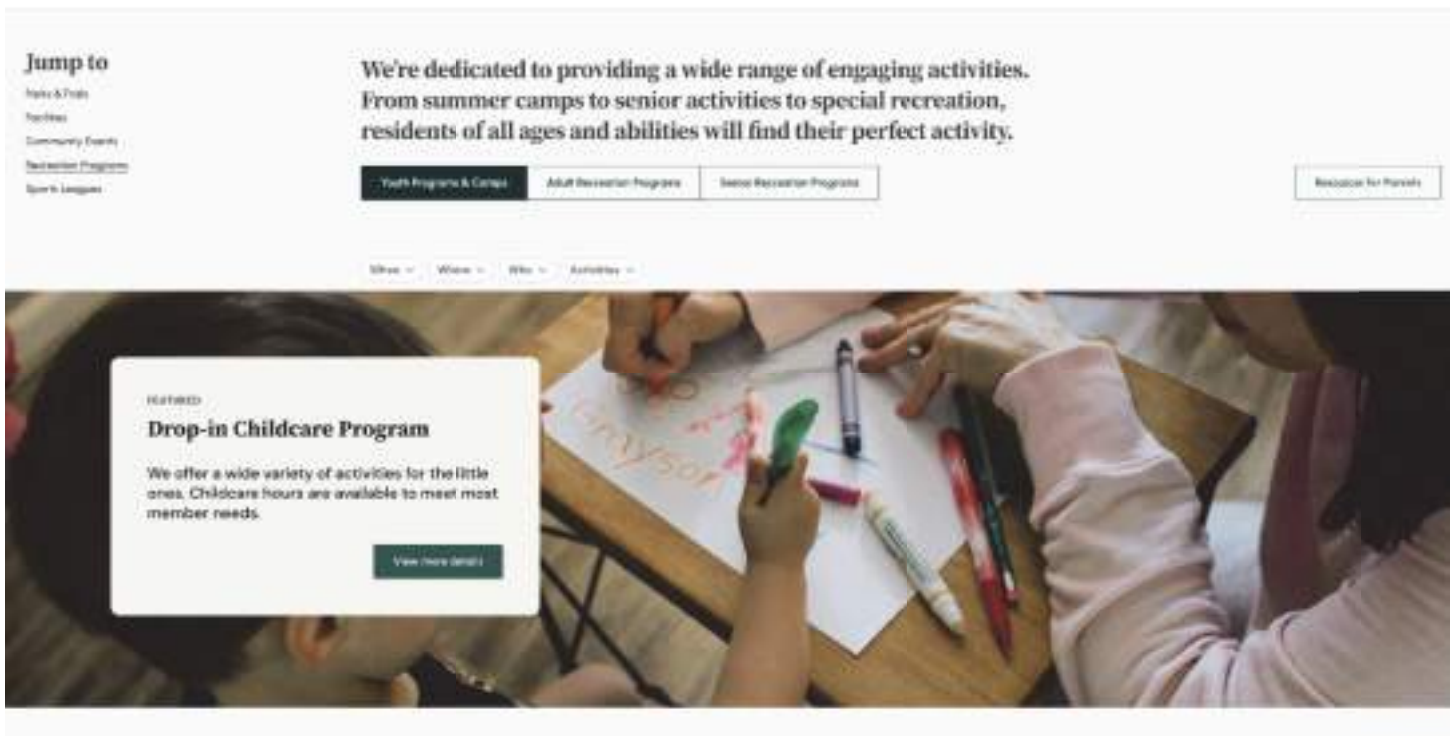 Jump to
Parks & Trails
Facilities
Community Events
Recreation Programs
Sports Leagues
We're dedicated to providing a wide range of engaging activities.
From summer camps to senior activities to special recreation,
residents of all ages and abilities will find their perfect activity.
Youth Programs & Camps
Adult Recreation Programs
Senior Recreation Programs
Resources for Parents
When
Where
Who
Activities
FEATURED
Drop-in Childcare Program
We offer a wide variety of activities for the little
ones. Childcare hours are available to meet most
member needs.
View more details
Grayson